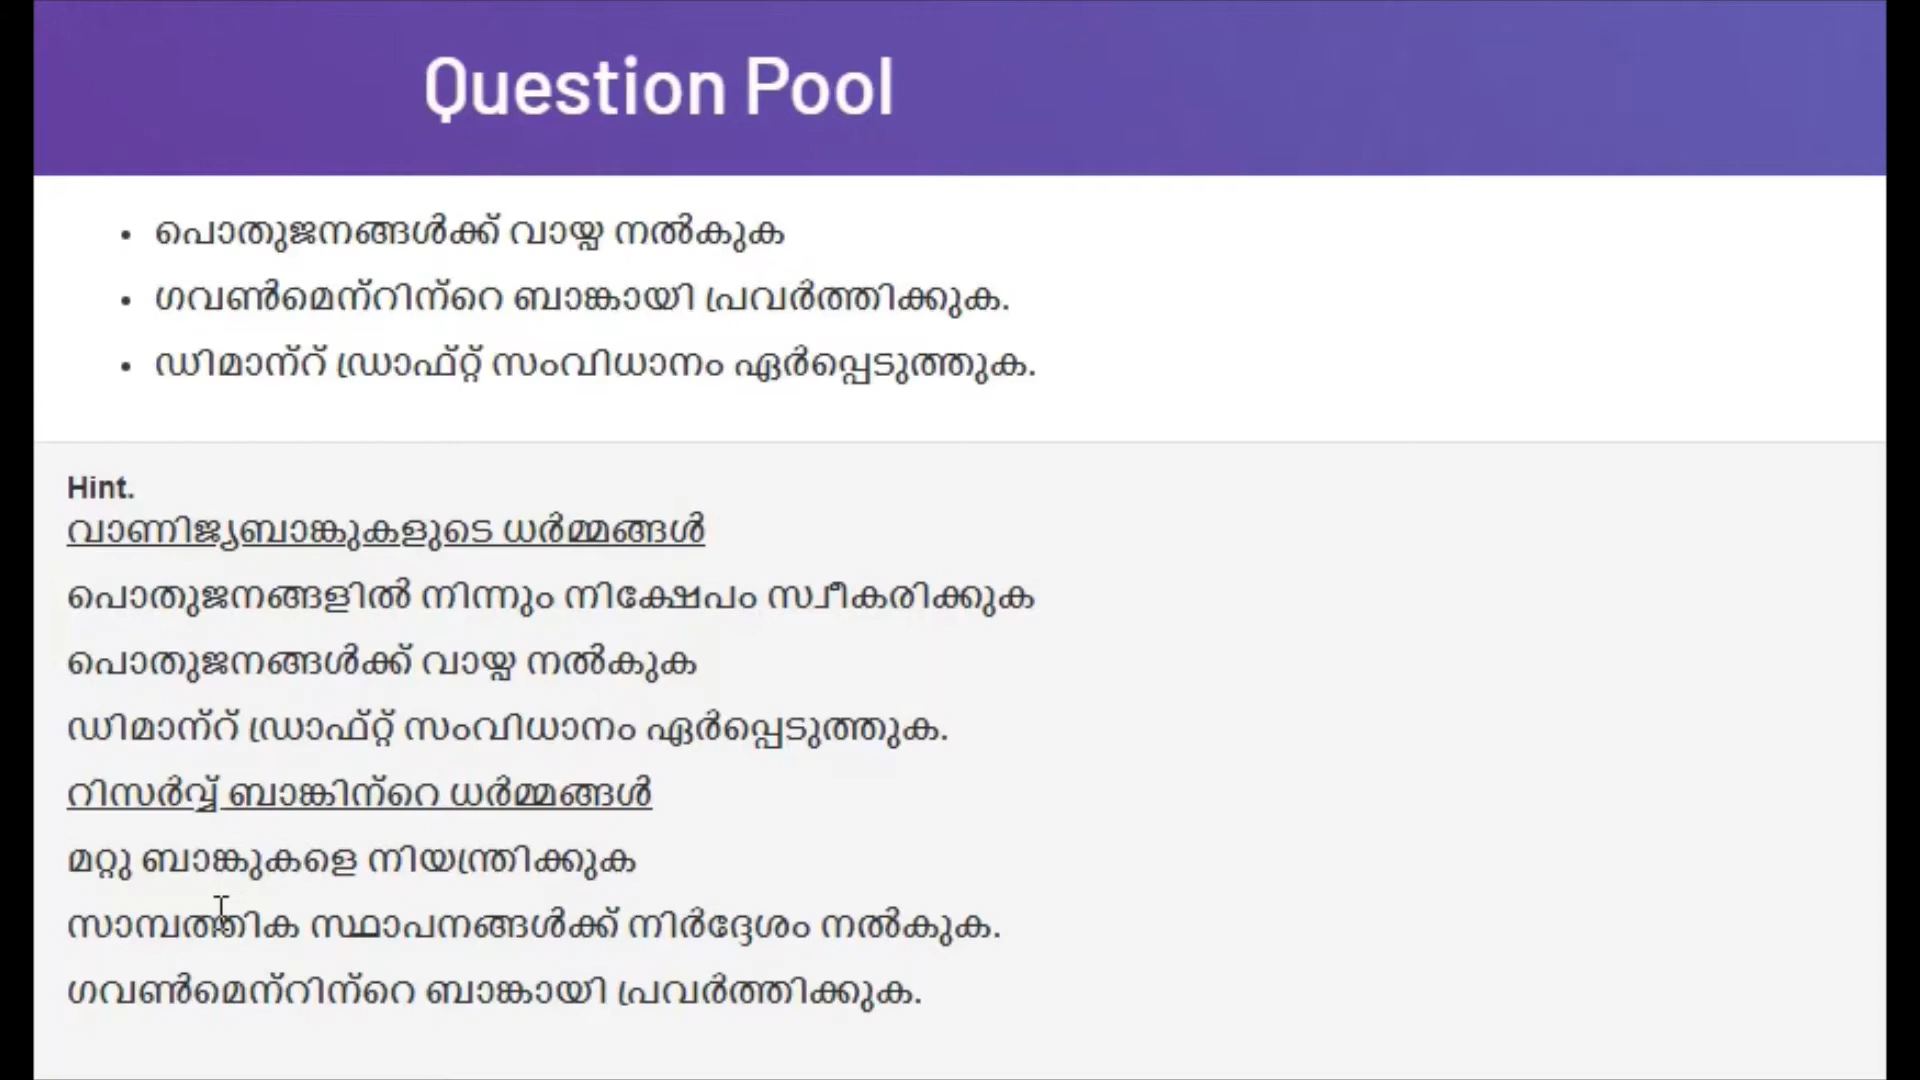 Question Pool
• പൊതുജനങ്ങൾക്ക് വായ്പ നൽകുക
• ഗവൺമെന്റിന്റെ ബാങ്കായി പ്രവർത്തിക്കുക.
• ഡിമാന്റ് ഡ്രാഫ്റ്റ് സംവിധാനം ഏർപ്പെടുത്തുക.
Hint.
വാണിജ്യബാങ്കുകളുടെ ധർമ്മങ്ങൾ
പൊതുജനങ്ങളിൽ നിന്നും നിക്ഷേപം സ്വീകരിക്കുക
പൊതുജനങ്ങൾക്ക് വായ്പ നൽകുക
ഡിമാന്റ് ഡ്രാഫ്റ്റ് സംവിധാനം ഏർപ്പെടുത്തുക.
റിസർവ്വ് ബാങ്കിന്റെ ധർമ്മങ്ങൾ
മറ്റു ബാങ്കുകളെ നിയന്ത്രിക്കുക
സാമ്പത്തിക സ്ഥാപനങ്ങൾക്ക് നിർദ്ദേശം നൽകുക.
ഗവൺമെന്റിന്റെ ബാങ്കായി പ്രവർത്തിക്കുക.